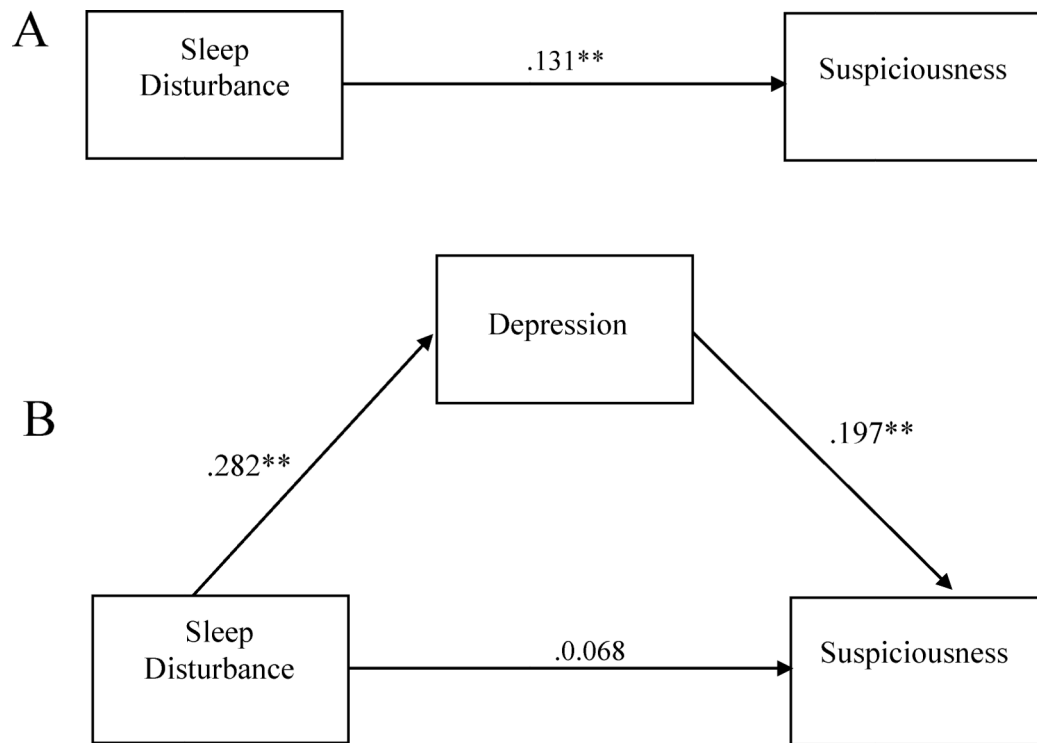 A
Sleep
Disturbance
.131**
Suspiciousness
Depression
B
.282**
.197**
Sleep
Disturbance
.0.068
Suspiciousness